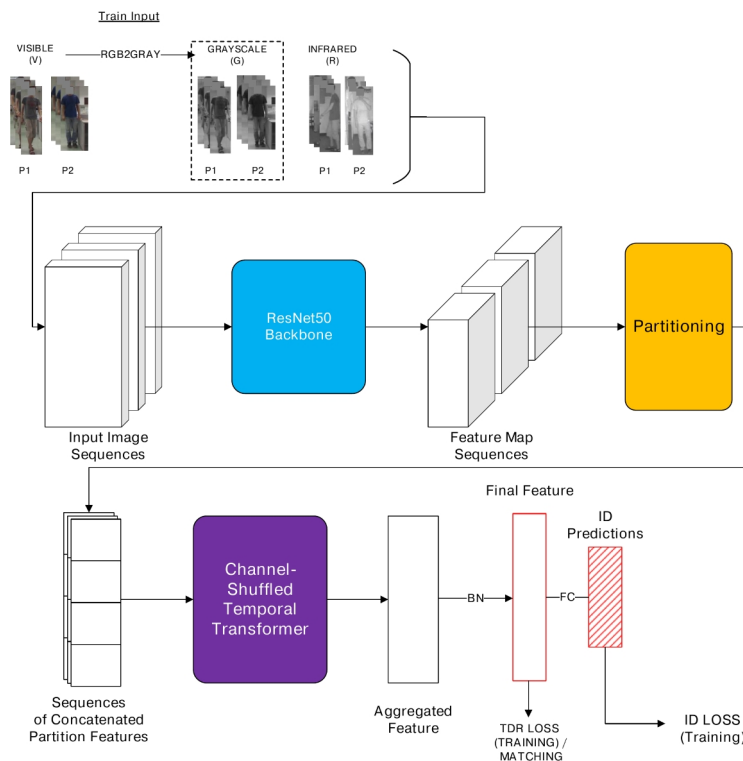 Train Input
VISIBLE
(V)
RGB2GRAY
GRAYSCALE
(G)
INFRARED
(R)
P1
P2
P1
P2
P1
P2
ResNet50
Backbone
Partitioning
Input Image
Sequences
Feature Map
Sequences
Final Feature
ID
Predictions
Channel-
Shuffled
Temporal
Transformer
BN
FC
Sequences
of Concatenated
Partition Features
Aggregated
Feature
TDR LOSS
(TRAINING) /
MATCHING
ID LOSS
(Training)